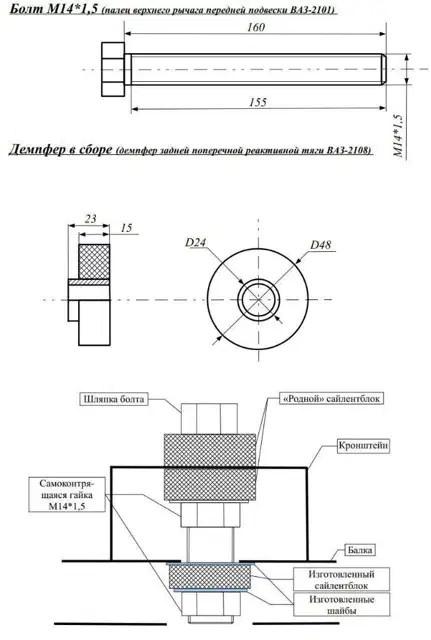 Болт М14*1,5 (палец верхнего рычага передней подвески ВАЗ-2101)
160
155
М14*1,5
Демпфер в сборе (демпфер задней поперечной реактивной тяги ВАЗ-2108)
23
15
D24
D48
Шляпка болта
«Родной» сайлентблок
Кронштейн
Самоконтря-
щаяся гайка
М14*1,5
Балка
Изготовленный
сайлентблок
Изготовленные
шайбы